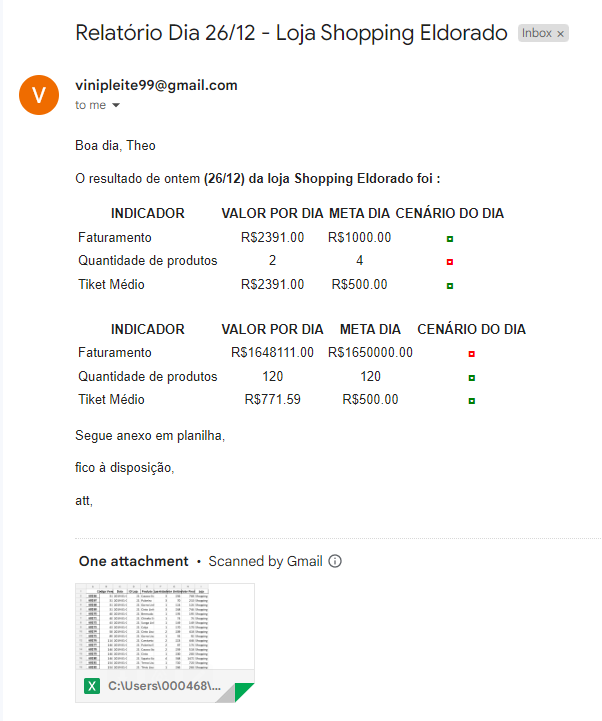 Relatório Dia 26/12 - Loja Shopping Eldorado Inbox ×
V
vinipleite99@gmail.com
to me
Boa dia, Theo
O resultado de ontem (26/12) da loja Shopping Eldorado foi :
INDICADOR VALOR POR DIA META DIA CENÁRIO DO DIA
Faturamento R$2391.00 R$1000.00
Quantidade de produtos 2 4
Tiket Médio R$2391.00 R$500.00
INDICADOR VALOR POR DIA META DIA CENÁRIO DO DIA
Faturamento R$1648111.00 R$1650000.00
Quantidade de produtos 120 120
Tiket Médio R$771.59 R$500.00
Segue anexo em planilha,
fico à disposição,
att,
One attachment • Scanned by Gmail
X C:\Users\000468\...